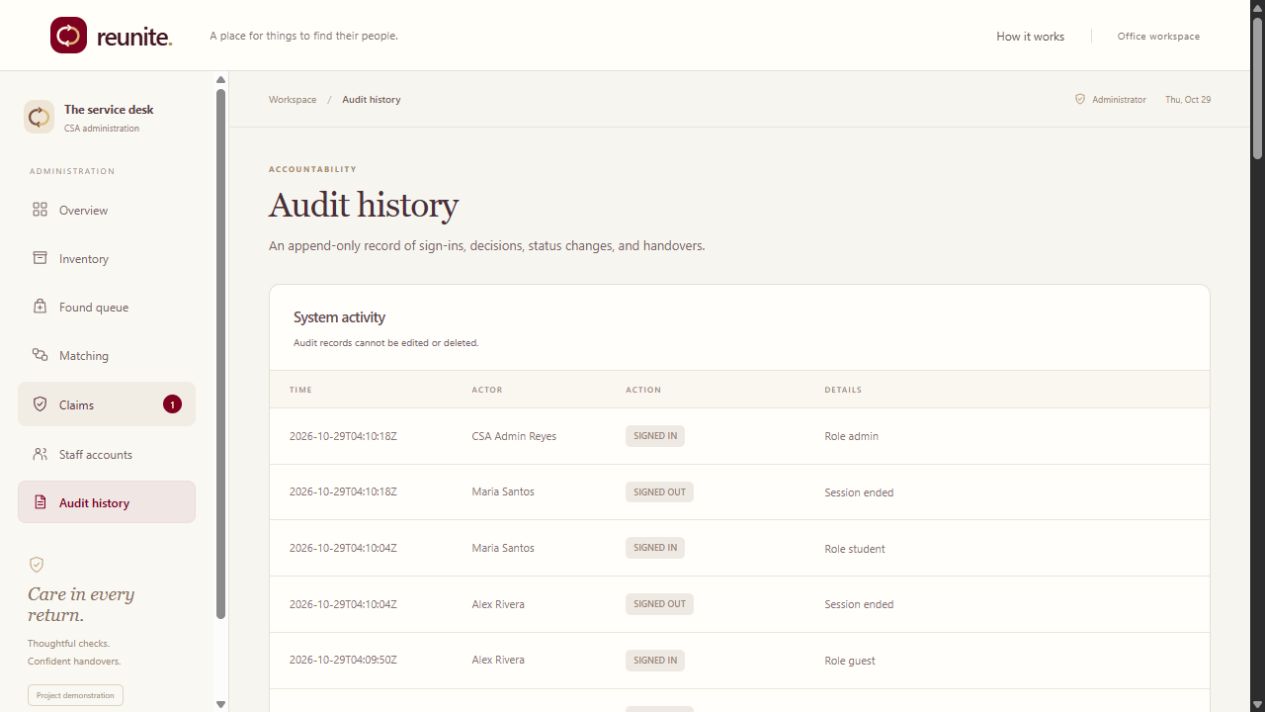 reunite.
A place for things to find their people.
How it works
Office workspace
The service desk
CSA administration
ADMINISTRATION
Overview
Inventory
Found queue
Matching
Claims 1
Staff accounts
Audit history
Care in every
return.
Thoughtful checks.
Confident handovers.
Project demonstration
Workspace / Audit history
Administrator Thu, Oct 29
ACCOUNTABILITY
Audit history
An append-only record of sign-ins, decisions, status changes, and handovers.
System activity
Audit records cannot be edited or deleted.
TIME ACTOR ACTION DETAILS
2026-10-29T04:10:18Z CSA Admin Reyes SIGNED IN Role admin
2026-10-29T04:10:18Z Maria Santos SIGNED OUT Session ended
2026-10-29T04:10:04Z Maria Santos SIGNED IN Role student
2026-10-29T04:10:04Z Alex Rivera SIGNED OUT Session ended
2026-10-29T04:09:50Z Alex Rivera SIGNED IN Role guest